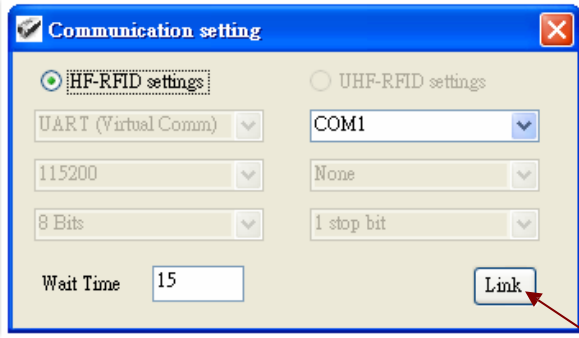 Communication setting
HF-RFID settings UHF-RFID settings
UART (Virtual Comm) COM1
115200 None
8 Bits 1 stop bit
Wait Time 15 Link